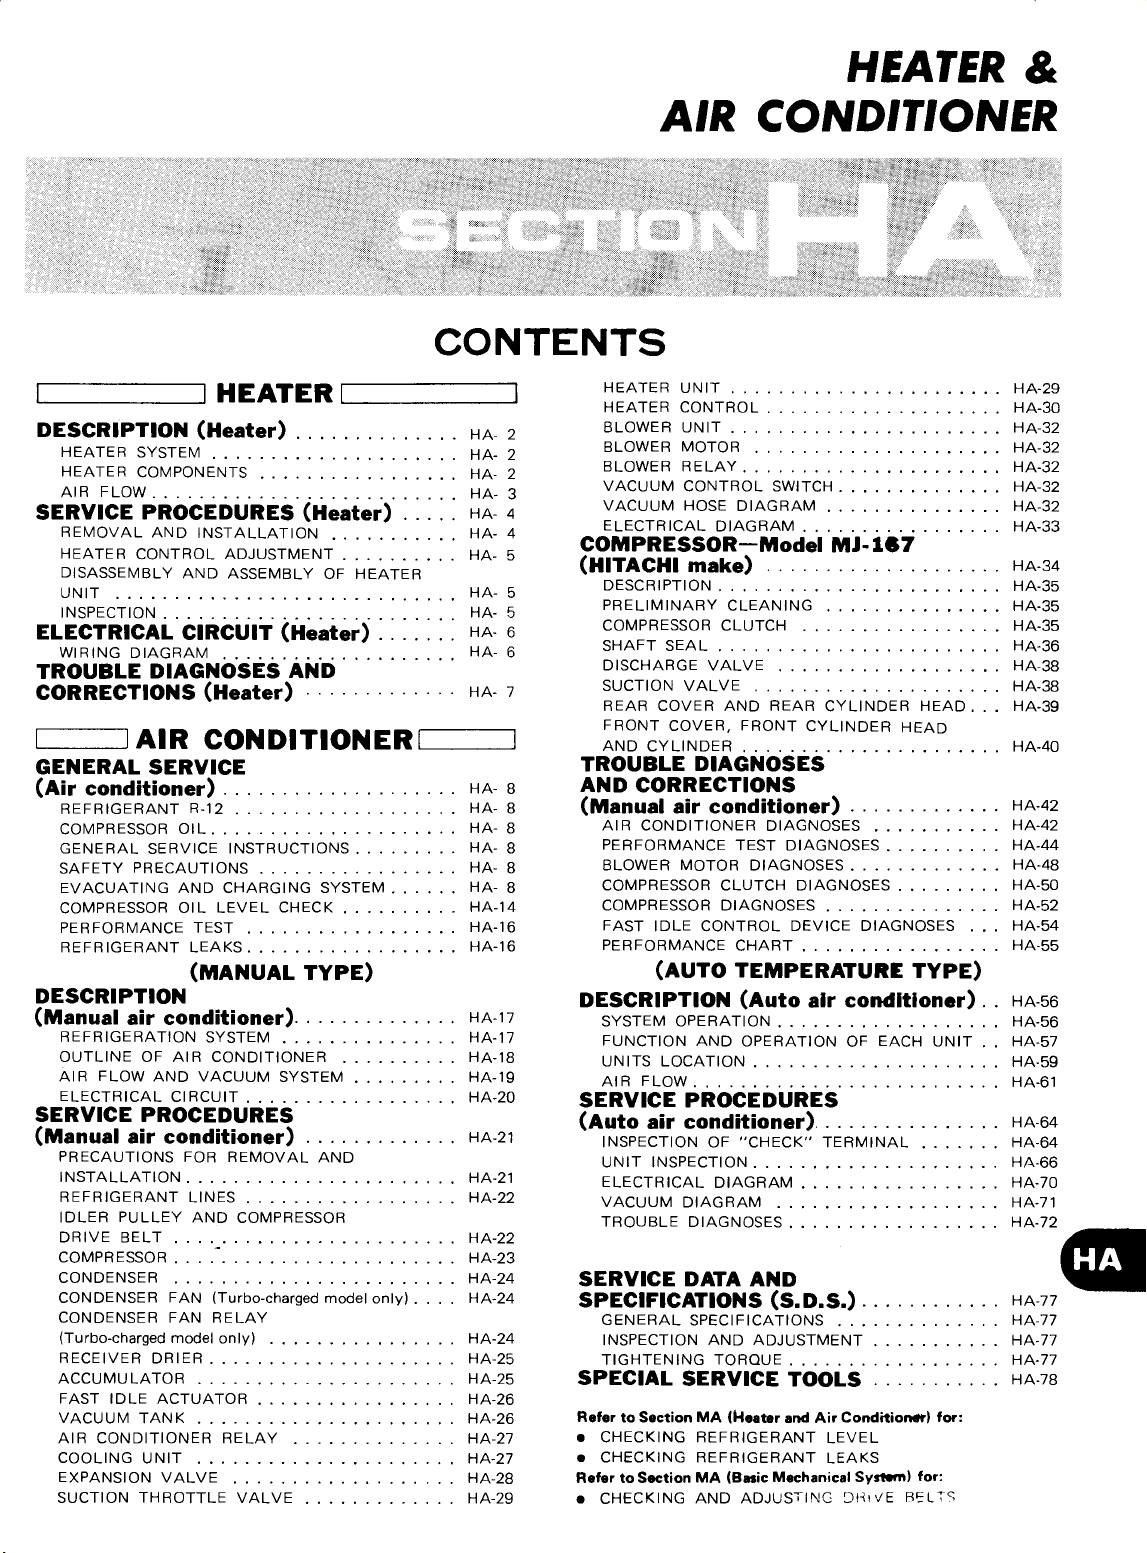 HEATER &
AIR CONDITIONER
SECTION HA
CONTENTS
HEATER
DESCRIPTION (Heater) . . . . . . . . . . . . . . HA- 2
HEATER SYSTEM . . . . . . . . . . . . . . . . . . . . . HA- 2
HEATER COMPONENTS . . . . . . . . . . . . . . . . . HA- 2
AIR FLOW . . . . . . . . . . . . . . . . . . . . . . . . . . HA- 3
SERVICE PROCEDURES (Heater) . . . . . HA- 4
REMOVAL AND INSTALLATION . . . . . . . . . . . HA- 4
HEATER CONTROL ADJUSTMENT . . . . . . . . . . HA- 5
DISASSEMBLY AND ASSEMBLY OF HEATER
UNIT . . . . . . . . . . . . . . . . . . . . . . . . . . . . . HA- 5
INSPECTION . . . . . . . . . . . . . . . . . . . . . . . . . HA- 5
ELECTRICAL CIRCUIT (Heater) . . . . . . . HA- 6
WIRING DIAGRAM . . . . . . . . . . . . . . . . . . . . HA- 6
TROUBLE DIAGNOSES AND
CORRECTIONS (Heater) . . . . . . . . . . . . . HA- 7
AIR CONDITIONER
GENERAL SERVICE
(Air conditioner) . . . . . . . . . . . . . . . . . . . . HA- 8
REFRIGERANT R-12 . . . . . . . . . . . . . . . . . . . HA- 8
COMPRESSOR OIL . . . . . . . . . . . . . . . . . . . . . HA- 8
GENERAL SERVICE INSTRUCTIONS . . . . . . . . . HA- 8
SAFETY PRECAUTIONS . . . . . . . . . . . . . . . . . HA- 8
EVACUATING AND CHARGING SYSTEM . . . . . . HA- 8
COMPRESSOR OIL LEVEL CHECK . . . . . . . . . . HA-14
PERFORMANCE TEST . . . . . . . . . . . . . . . . . . HA-16
REFRIGERANT LEAKS . . . . . . . . . . . . . . . . . . HA-16
(MANUAL TYPE)
DESCRIPTION
(Manual air conditioner) . . . . . . . . . . . . . . HA-17
REFRIGERATION SYSTEM . . . . . . . . . . . . . . . HA-17
OUTLINE OF AIR CONDITIONER . . . . . . . . . . HA-18
AIR FLOW AND VACUUM SYSTEM . . . . . . . . . HA-19
ELECTRICAL CIRCUIT . . . . . . . . . . . . . . . . . . HA-20
SERVICE PROCEDURES
(Manual air conditioner) . . . . . . . . . . . . . HA-21
PRECAUTIONS FOR REMOVAL AND
INSTALLATION . . . . . . . . . . . . . . . . . . . . . . . HA-21
REFRIGERANT LINES . . . . . . . . . . . . . . . . . . HA-22
IDLER PULLEY AND COMPRESSOR
DRIVE BELT . . . . . . . . . . . . . . . . . . . . . . . . HA-22
COMPRESSOR . . . . . . . . . . . . . . . . . . . . . . . . HA-23
CONDENSER . . . . . . . . . . . . . . . . . . . . . . . . HA-24
CONDENSER FAN (Turbo-charged model only) . . . . HA-24
CONDENSER FAN RELAY
(Turbo-charged model only) . . . . . . . . . . . . . . . . HA-24
RECEIVER DRIER . . . . . . . . . . . . . . . . . . . . . HA-25
ACCUMULATOR . . . . . . . . . . . . . . . . . . . . . . HA-25
FAST IDLE ACTUATOR . . . . . . . . . . . . . . . . . HA-26
VACUUM TANK . . . . . . . . . . . . . . . . . . . . . . HA-26
AIR CONDITIONER RELAY . . . . . . . . . . . . . . HA-27
COOLING UNIT . . . . . . . . . . . . . . . . . . . . . . HA-27
EXPANSION VALVE . . . . . . . . . . . . . . . . . . . HA-28
SUCTION THROTTLE VALVE . . . . . . . . . . . . . HA-29
HEATER UNIT . . . . . . . . . . . . . . . . . . . . . . . HA-29
HEATER CONTROL . . . . . . . . . . . . . . . . . . . . HA-30
BLOWER UNIT . . . . . . . . . . . . . . . . . . . . . . . HA-32
BLOWER MOTOR . . . . . . . . . . . . . . . . . . . . . HA-32
BLOWER RELAY . . . . . . . . . . . . . . . . . . . . . . HA-32
VACUUM CONTROL SWITCH . . . . . . . . . . . . . . HA-32
VACUUM HOSE DIAGRAM . . . . . . . . . . . . . . . HA-32
ELECTRICAL DIAGRAM . . . . . . . . . . . . . . . . . HA-33
COMPRESSOR—Model MJ-167
(HITACHI make) . . . . . . . . . . . . . . . . . . . . HA-34
DESCRIPTION . . . . . . . . . . . . . . . . . . . . . . . . HA-35
PRELIMINARY CLEANING . . . . . . . . . . . . . . . HA-35
COMPRESSOR CLUTCH . . . . . . . . . . . . . . . . . HA-35
SHAFT SEAL . . . . . . . . . . . . . . . . . . . . . . . . HA-36
DISCHARGE VALVE . . . . . . . . . . . . . . . . . . . HA-38
SUCTION VALVE . . . . . . . . . . . . . . . . . . . . . HA-38
REAR COVER AND REAR CYLINDER HEAD . . . HA-39
FRONT COVER, FRONT CYLINDER HEAD
AND CYLINDER . . . . . . . . . . . . . . . . . . . . . . HA-40
TROUBLE DIAGNOSES
AND CORRECTIONS
(Manual air conditioner) . . . . . . . . . . . . . HA-42
AIR CONDITIONER DIAGNOSES . . . . . . . . . . . HA-42
PERFORMANCE TEST DIAGNOSES . . . . . . . . . . HA-44
BLOWER MOTOR DIAGNOSES . . . . . . . . . . . . . HA-48
COMPRESSOR CLUTCH DIAGNOSES . . . . . . . . . HA-50
COMPRESSOR DIAGNOSES . . . . . . . . . . . . . . . HA-52
FAST IDLE CONTROL DEVICE DIAGNOSES . . . HA-54
PERFORMANCE CHART . . . . . . . . . . . . . . . . . HA-55
(AUTO TEMPERATURE TYPE)
DESCRIPTION (Auto air conditioner) . . HA-56
SYSTEM OPERATION . . . . . . . . . . . . . . . . . . . HA-56
FUNCTION AND OPERATION OF EACH UNIT . . HA-57
UNITS LOCATION . . . . . . . . . . . . . . . . . . . . . HA-59
AIR FLOW . . . . . . . . . . . . . . . . . . . . . . . . . . HA-61
SERVICE PROCEDURES
(Auto air conditioner) . . . . . . . . . . . . . . . . HA-64
INSPECTION OF "CHECK" TERMINAL . . . . . . . HA-64
UNIT INSPECTION . . . . . . . . . . . . . . . . . . . . . HA-66
ELECTRICAL DIAGRAM . . . . . . . . . . . . . . . . . HA-70
VACUUM DIAGRAM . . . . . . . . . . . . . . . . . . . HA-71
TROUBLE DIAGNOSES . . . . . . . . . . . . . . . . . . HA-72
HA
SERVICE DATA AND
SPECIFICATIONS (S.D.S.) . . . . . . . . . . . . HA-77
GENERAL SPECIFICATIONS . . . . . . . . . . . . . . HA-77
INSPECTION AND ADJUSTMENT . . . . . . . . . . . HA-77
TIGHTENING TORQUE . . . . . . . . . . . . . . . . . . HA-77
SPECIAL SERVICE TOOLS . . . . . . . . . . . HA-78
Refer to Section MA (Heater and Air Conditioner) for:
• CHECKING REFRIGERANT LEVEL
• CHECKING REFRIGERANT LEAKS
Refer to Section MA (Basic Mechanical System) for:
• CHECKING AND ADJUSTING DRIVE BELTS